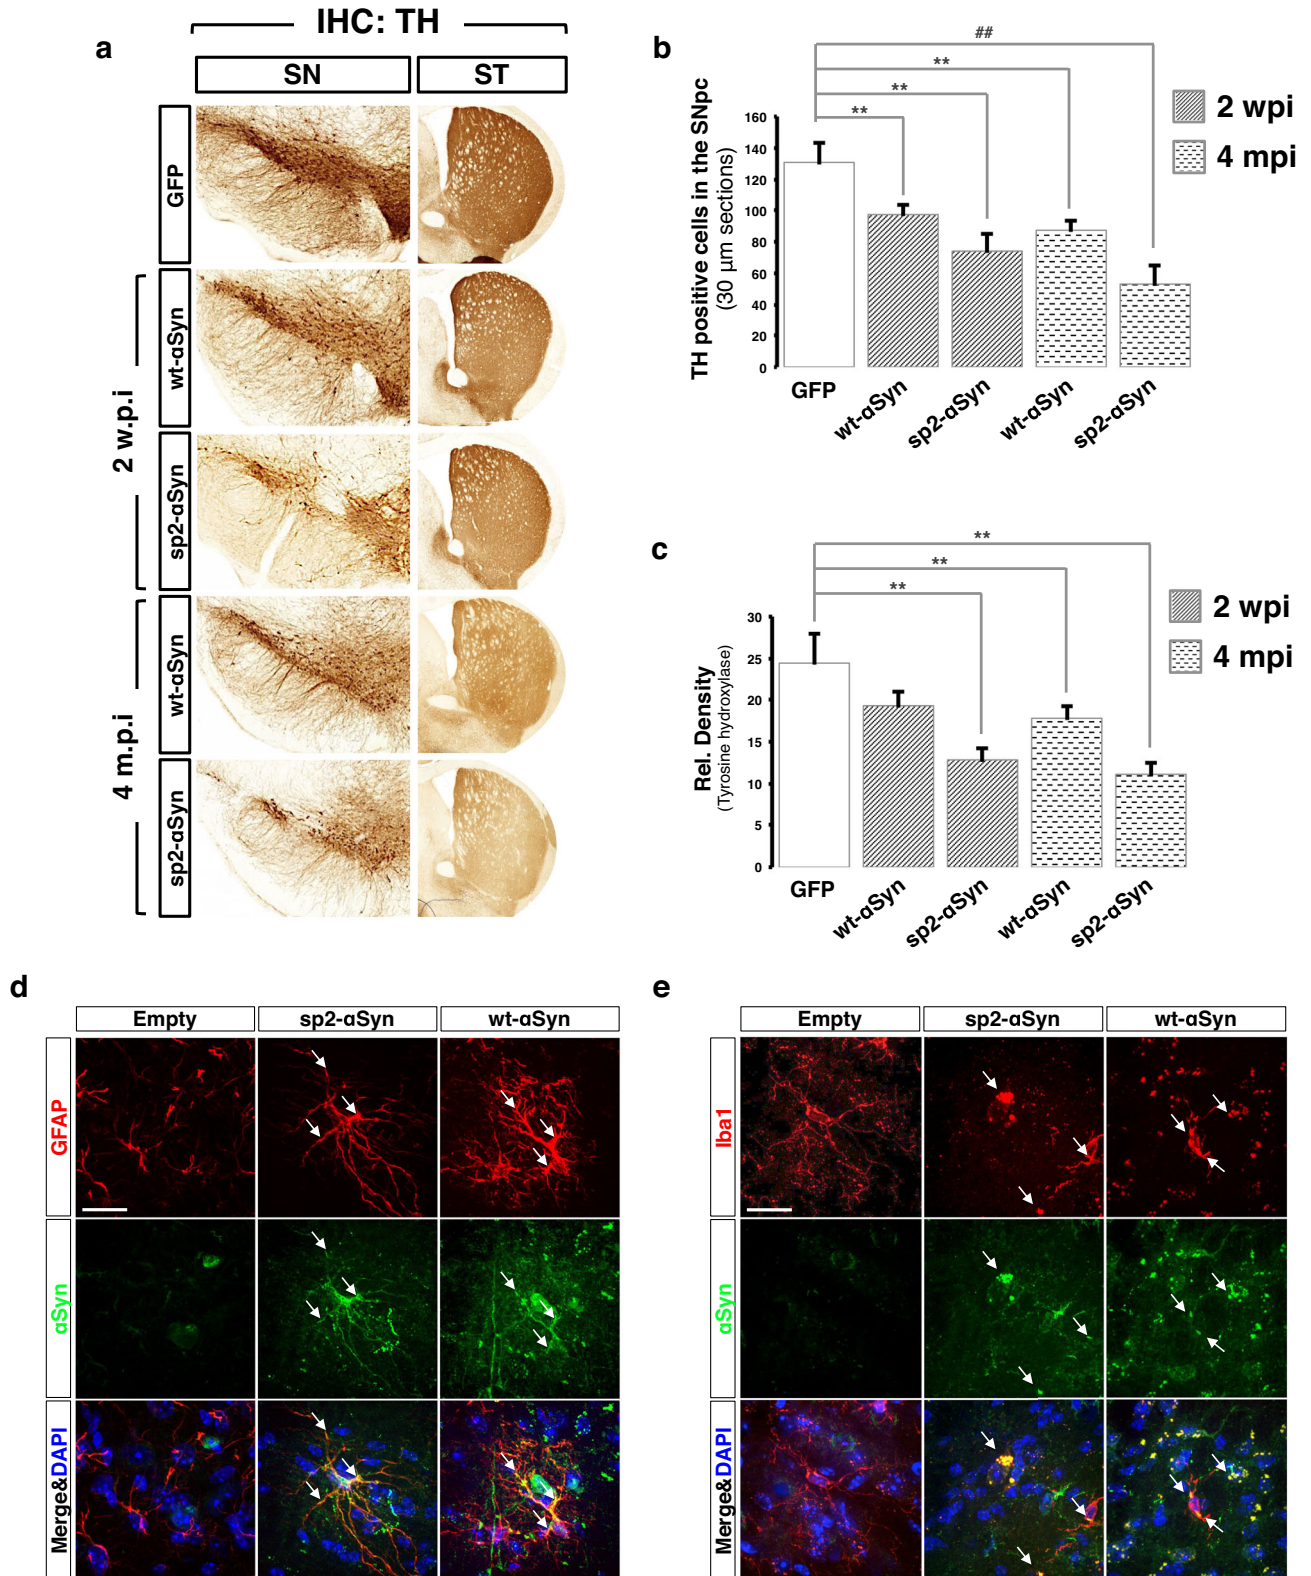 IHC: TH
a
SN
ST
GFP
2 w.p.i
wt-αSyn
sp2-αSyn
4 m.p.i
wt-αSyn
sp2-αSyn
b
##
**
**
**
TH positive cells in the SNpc
(30 µm sections)
160
140
120
100
80
60
40
20
0
GFP
wt-αSyn
sp2-αSyn
wt-αSyn
sp2-αSyn
2 wpi
4 mpi
c
**
**
**
Rel. Density
(Tyrosine hydroxylase)
30
25
20
15
10
5
0
GFP
wt-αSyn
sp2-αSyn
wt-αSyn
sp2-αSyn
2 wpi
4 mpi
d
Empty
sp2-αSyn
wt-αSyn
GFAP
αSyn
Merge&DAPI
e
Empty
sp2-αSyn
wt-αSyn
Iba1
αSyn
Merge&DAPI